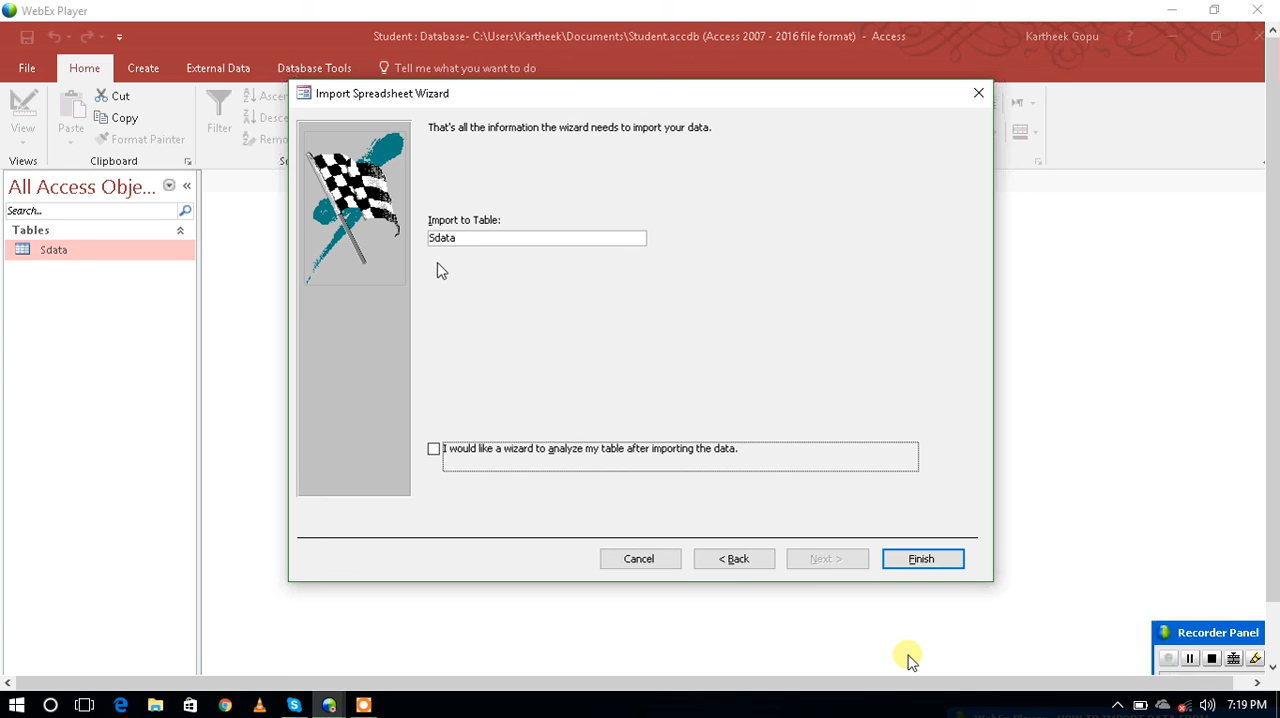 WebEx Player
Student : Database- C:\Users\Kartheek\Documents\Student.accdb (Access 2007 - 2016 file format) - Access
Kartheek Gopu
?
File
Home
Create
External Data
Database Tools
Tell me what you want to do
View
Views
Paste
Cut
Copy
Format Painter
Clipboard
Filter
Ascen
Desce
Remo
Import Spreadsheet Wizard
That's all the information the wizard needs to import your data.
Import to Table:
Sdata
I would like a wizard to analyze my table after importing the data.
Cancel
< Back
Next >
Finish
All Access Obje...
Search...
Tables
Sdata
Recorder Panel
7:19 PM